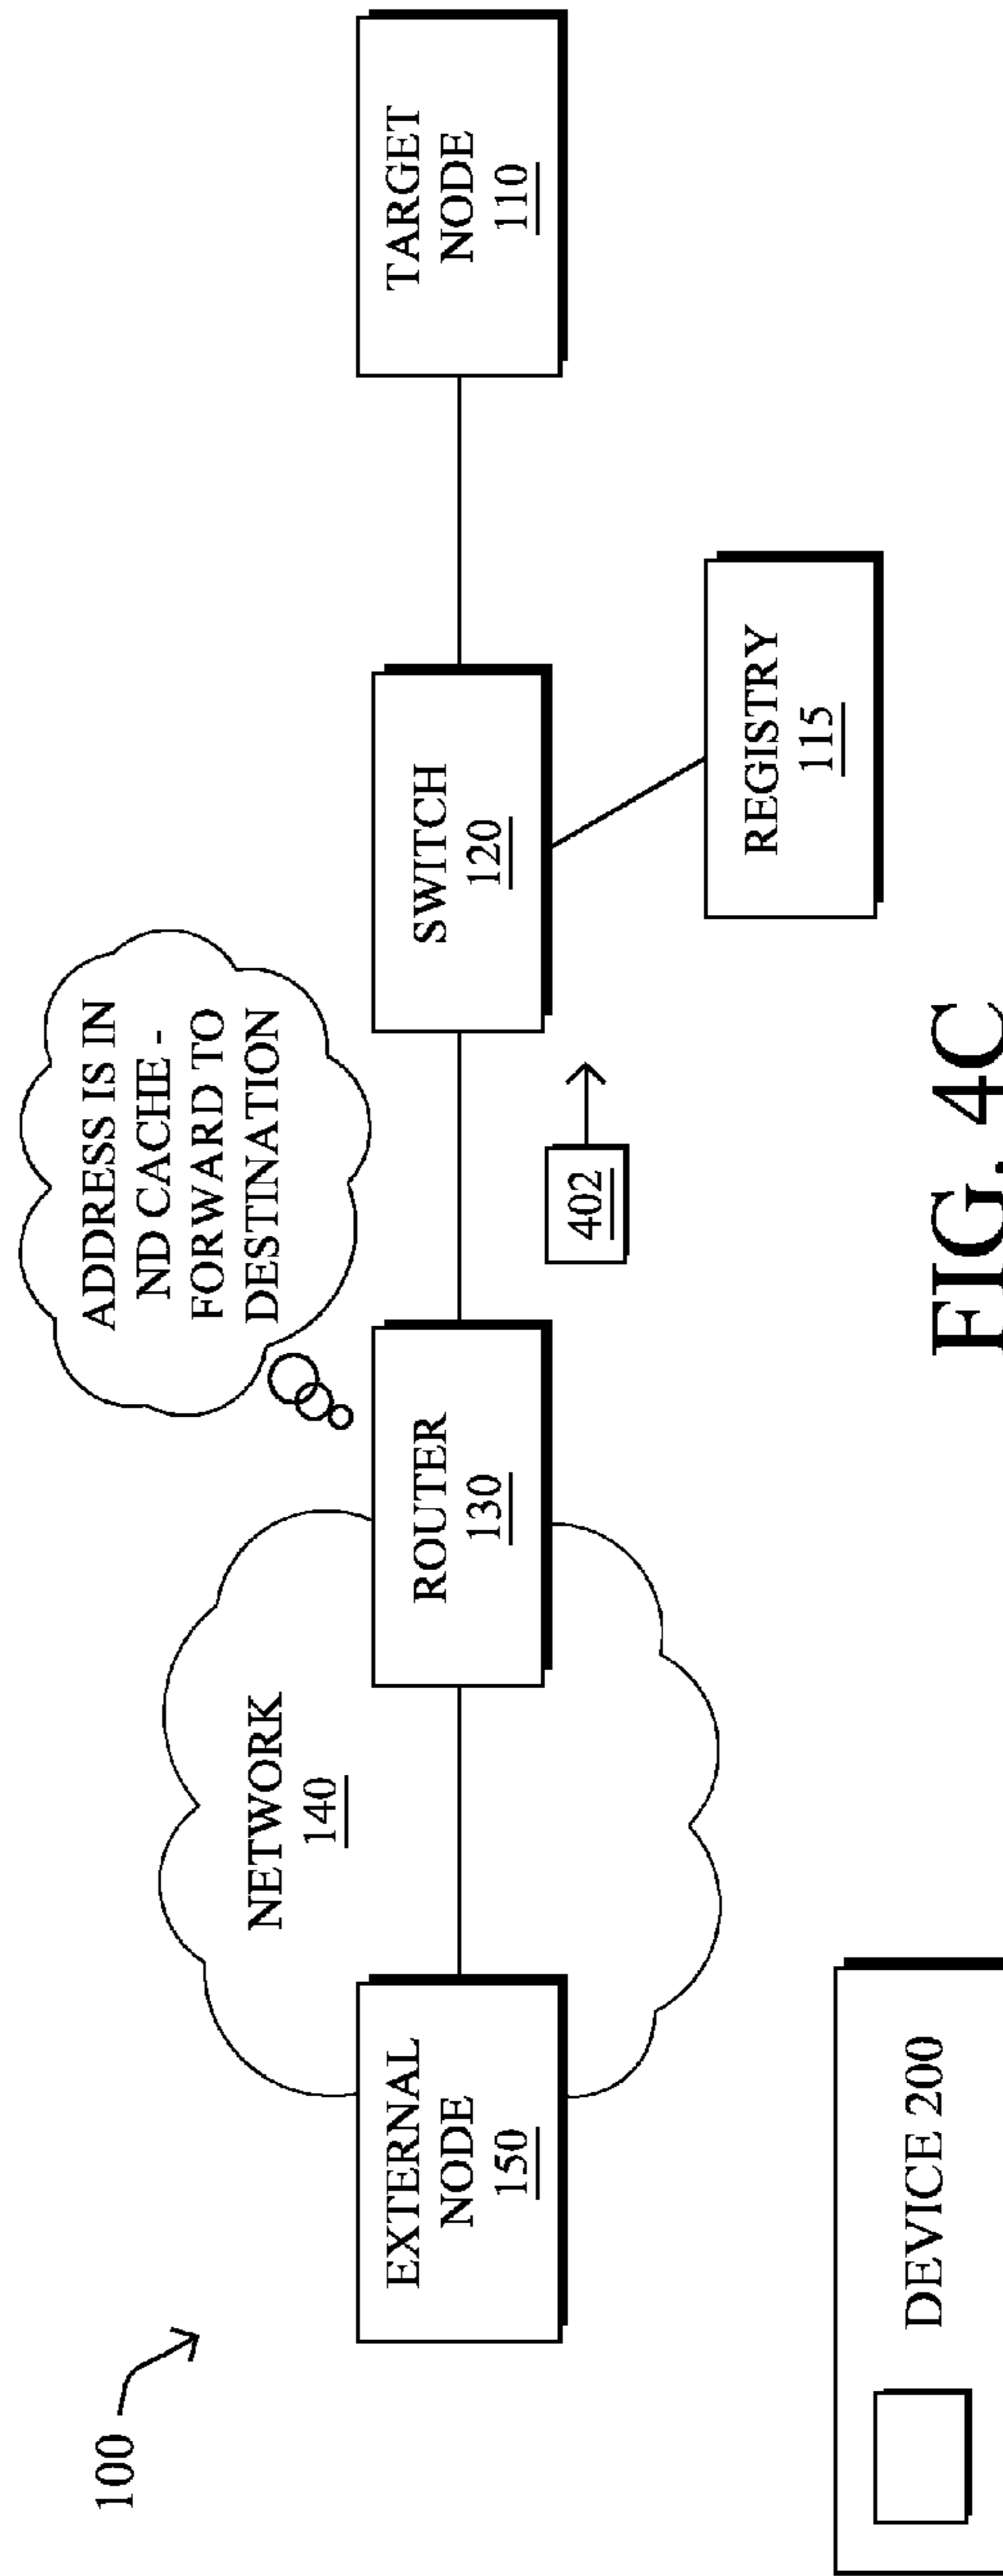 100
NETWORK
140
EXTERNAL
NODE
150
ROUTER
130
ADDRESS IS IN
ND CACHE -
FORWARD TO
DESTINATION
402
SWITCH
120
REGISTRY
115
TARGET
NODE
110
DEVICE 200
FIG. 4C